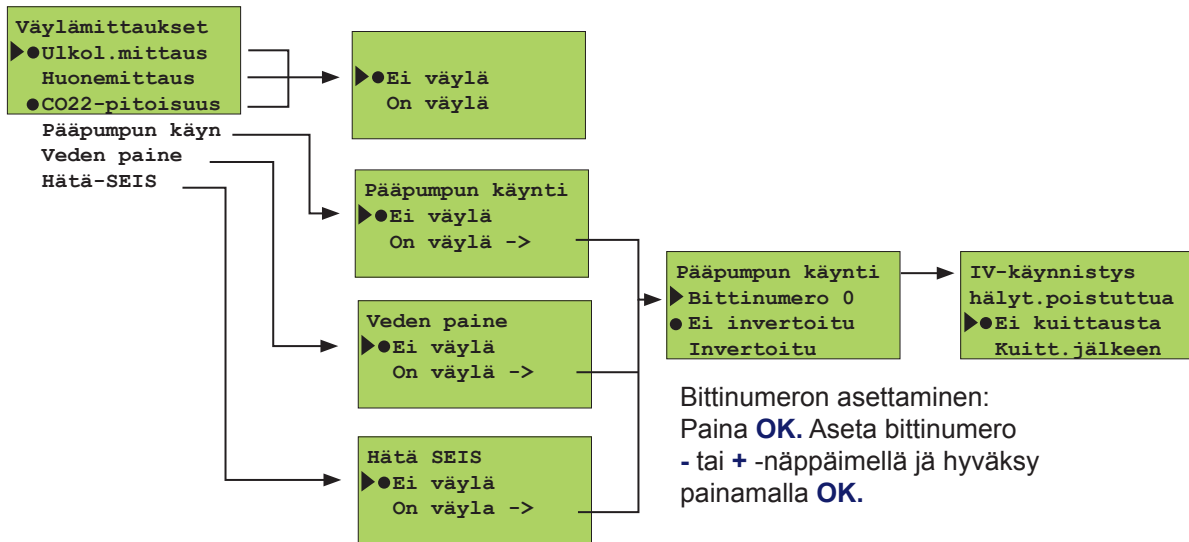 Väylämittaukset
Ulkol.mittaus
Huonemittaus
CO22-pitoisuus
Pääpumpun käyn
Veden paine
Hätä-SEIS
Ei väylä
On väylä
Pääpumpun käynti
Ei väylä
On väylä ->
Veden paine
Ei väylä
On väylä ->
Hätä SEIS
Ei väylä
On väyla ->
Pääpumpun käynti
Bittinumero 0
Ei invertoitu
Invertoitu
IV-käynnistys
hälyt.poistuttua
Ei kuittausta
Kuitt.jälkeen
Bittinumeron asettaminen:
Paina OK. Aseta bittinumero
- tai + -näppäimellä jä hyväksy
painamalla OK.